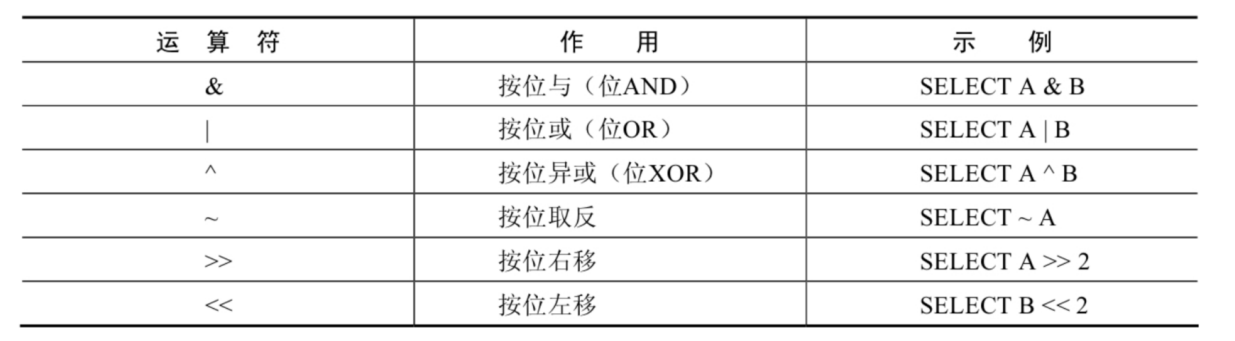 运 算 符 作 用 示 例
& 按位与（位AND） SELECT A & B
| 按位或（位OR） SELECT A | B
^ 按位异或（位XOR） SELECT A ^ B
~ 按位取反 SELECT ~ A
>> 按位右移 SELECT A >> 2
<< 按位左移 SELECT B << 2